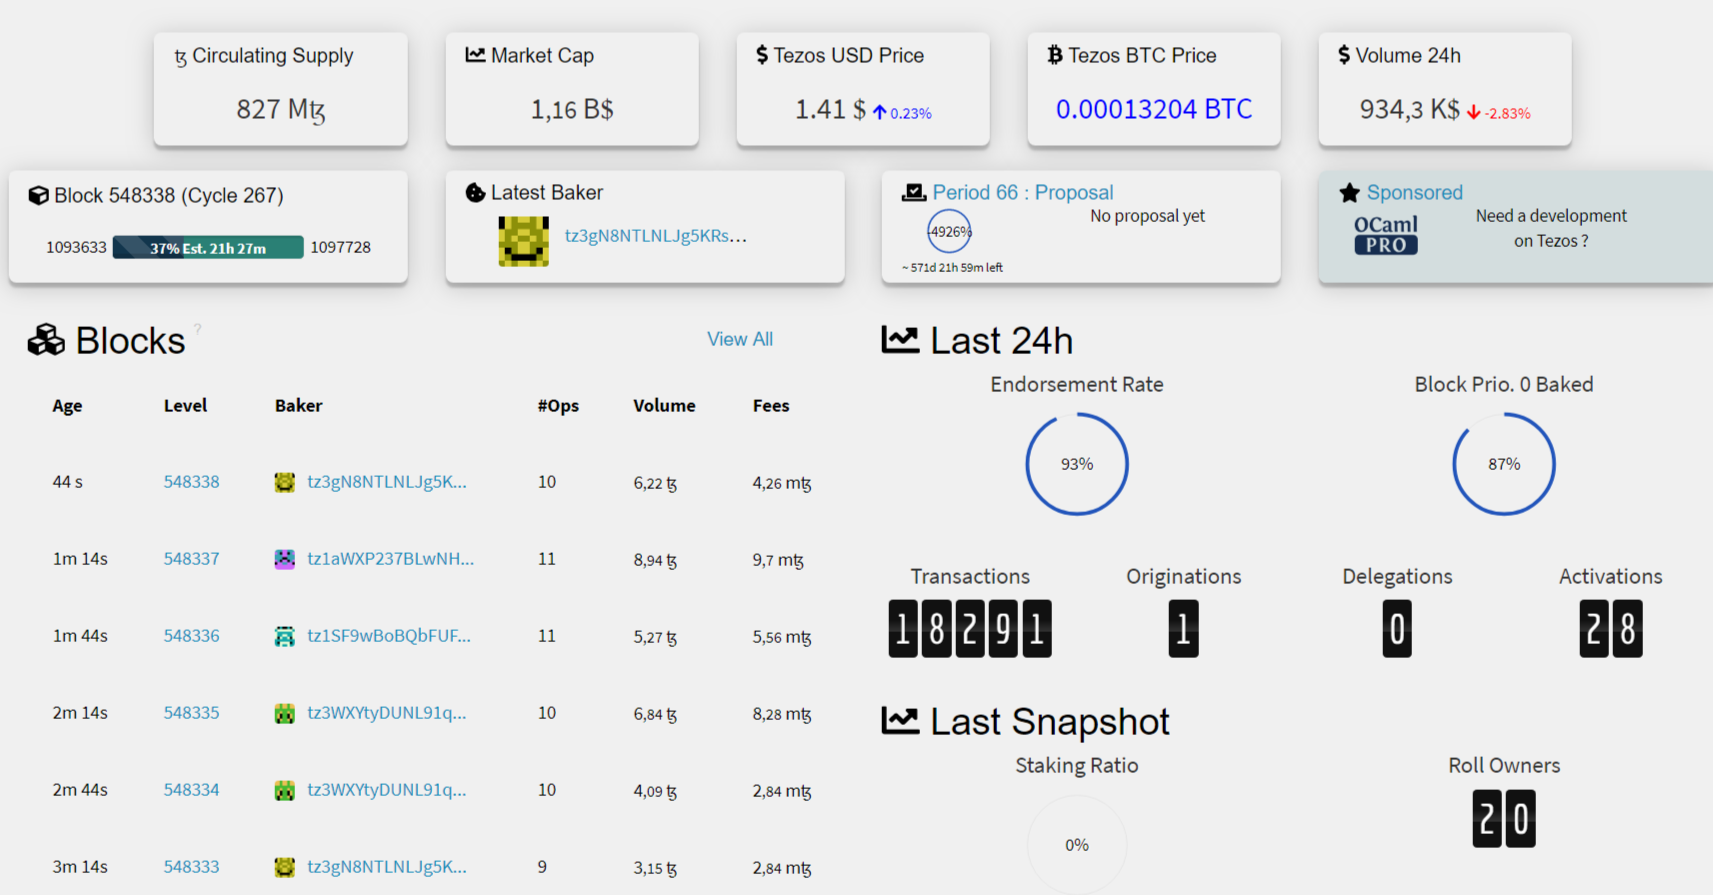 ꜩ Circulating Supply
827 Mꜩ
Market Cap
1,16 B$
$ Tezos USD Price
1.41 $ 0.23%
Tezos BTC Price
0.00013204 BTC
$ Volume 24h
934,3 K$ -2.83%
Block 548338 (Cycle 267)
1093633 37% Est. 21h 27m 1097728
Latest Baker
tz3gN8NTLNLJg5KRs...
Period 66 : Proposal
-4926%
No proposal yet
~ 571d 21h 59m left
Sponsored
OCaml
PRO
Need a development
on Tezos ?
Blocks ?
View All
Age Level Baker #Ops Volume Fees
44 s 548338 tz3gN8NTLNLJg5K... 10 6,22 ꜩ 4,26 mꜩ
1m 14s 548337 tz1aWXP237BLwNH... 11 8,94 ꜩ 9,7 mꜩ
1m 44s 548336 tz1SF9wBoBQbFUF... 11 5,27 ꜩ 5,56 mꜩ
2m 14s 548335 tz3WXYtyDUNL91q... 10 6,84 ꜩ 8,28 mꜩ
2m 44s 548334 tz3WXYtyDUNL91q... 10 4,09 ꜩ 2,84 mꜩ
3m 14s 548333 tz3gN8NTLNLJg5K... 9 3,15 ꜩ 2,84 mꜩ
Last 24h
Endorsement Rate
93%
Block Prio. 0 Baked
87%
Transactions Originations Delegations Activations
18291 1 0 28
Last Snapshot
Staking Ratio
0%
Roll Owners
20